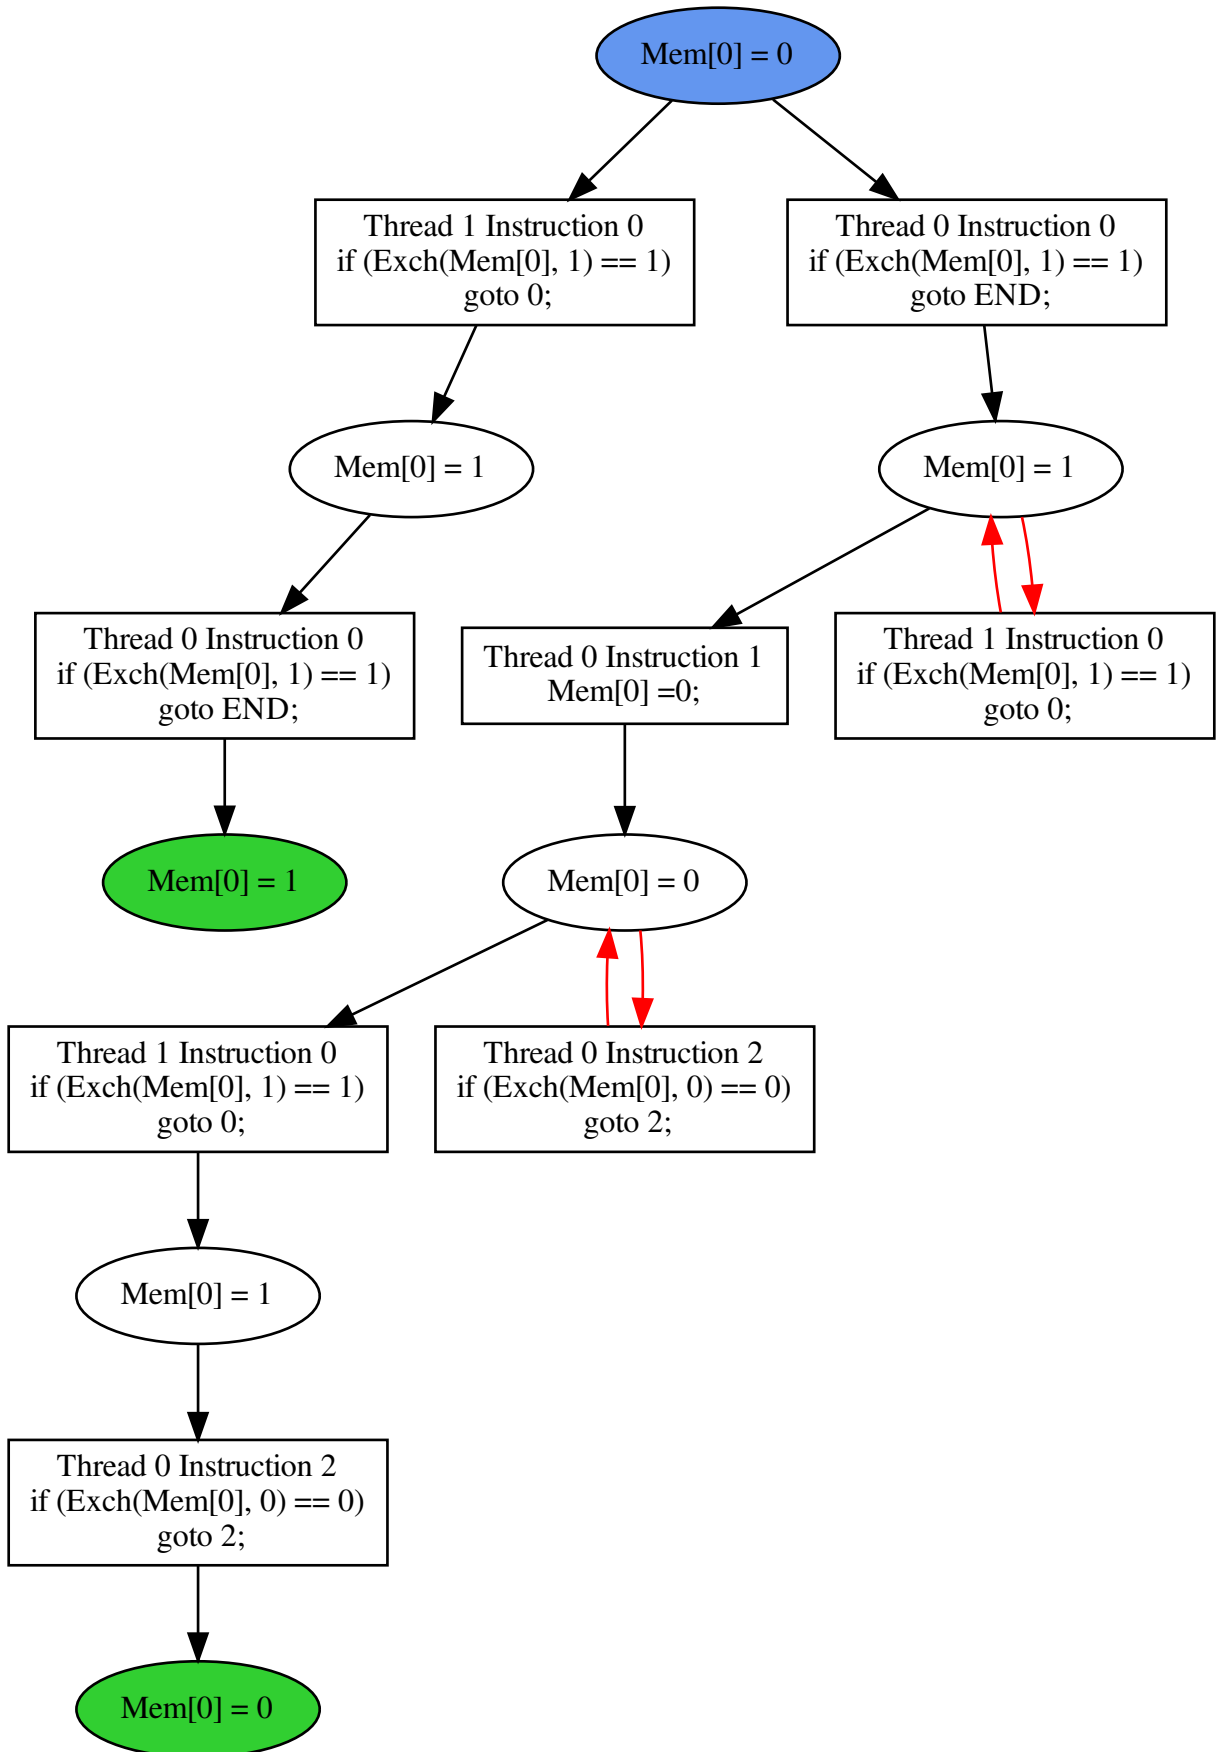 Mem[0] = 0
Thread 1 Instruction 0
if (Exch(Mem[0], 1) == 1)
goto 0;
Thread 0 Instruction 0
if (Exch(Mem[0], 1) == 1)
goto END;
Mem[0] = 1
Mem[0] = 1
Thread 0 Instruction 0
if (Exch(Mem[0], 1) == 1)
goto END;
Thread 0 Instruction 1
Mem[0] =0;
Thread 1 Instruction 0
if (Exch(Mem[0], 1) == 1)
goto 0;
Mem[0] = 1
Mem[0] = 0
Thread 1 Instruction 0
if (Exch(Mem[0], 1) == 1)
goto 0;
Thread 0 Instruction 2
if (Exch(Mem[0], 0) == 0)
goto 2;
Mem[0] = 1
Thread 0 Instruction 2
if (Exch(Mem[0], 0) == 0)
goto 2;
Mem[0] = 0